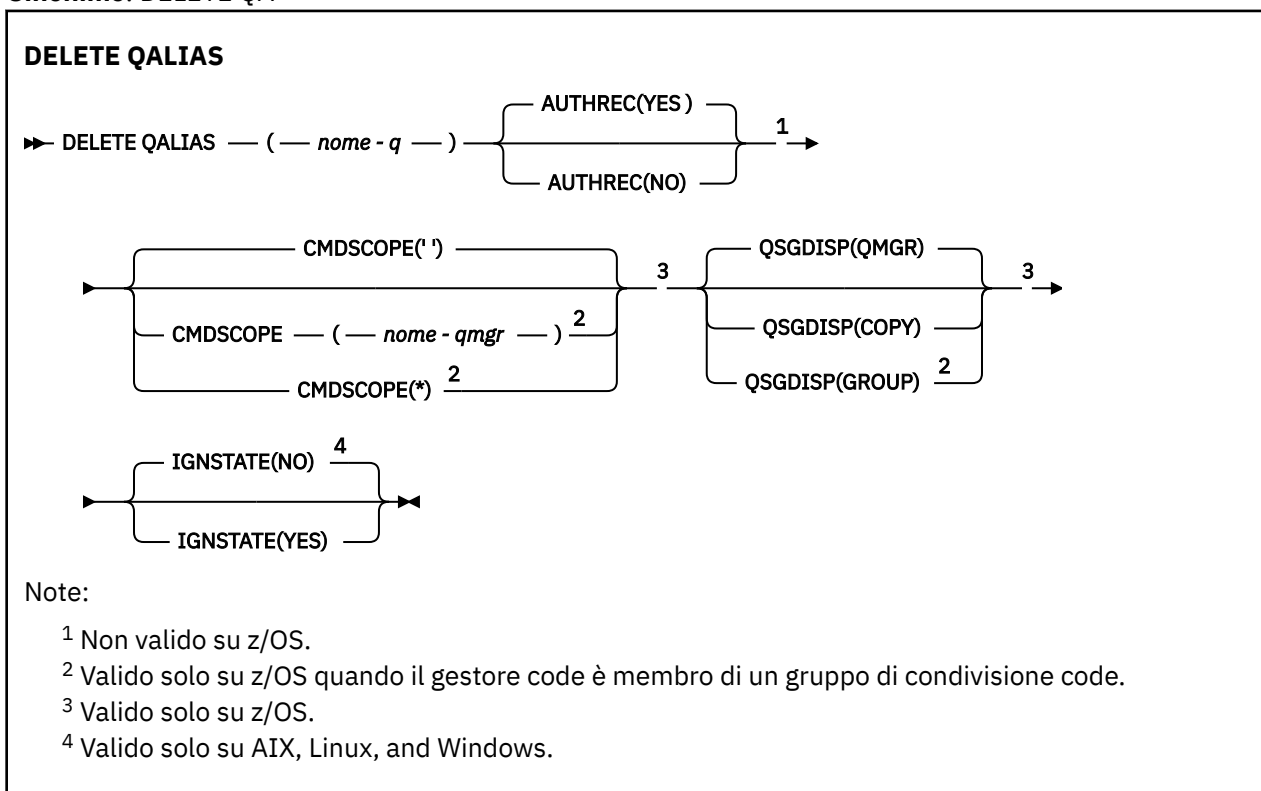 DELETE QALIAS
AUTHREC(YES )
DELETE QALIAS ( nome - q ) 1
AUTHREC(NO)
CMDSCOPE(' ') QSGDISP(QMGR)
3 3
CMDSCOPE ( nome - qmgr ) 2 QSGDISP(COPY)
CMDSCOPE(*) 2 QSGDISP(GROUP) 2
IGNSTATE(NO) 4
IGNSTATE(YES)
Note:
1 Non valido su z/OS.
2 Valido solo su z/OS quando il gestore code è membro di un gruppo di condivisione code.
3 Valido solo su z/OS.
4 Valido solo su AIX, Linux, and Windows.